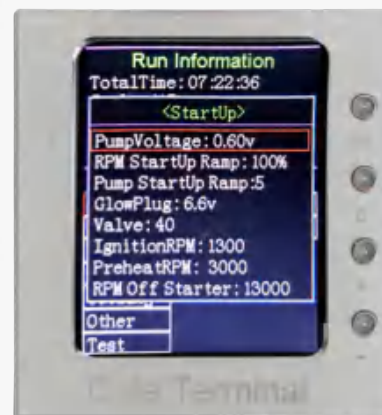 Run Information
TotalTime: 07:22:36
<StartUp>
PumpVoltage: 0.60v
RPM StartUp Ramp: 100%
Pump StartUp Ramp:5
GlowPlug: 6.6v
Valve: 40
IgnitionRPM: 1300
PreheatRPM: 3000
RPM Off Starter: 13000
Other
Test
Terminal